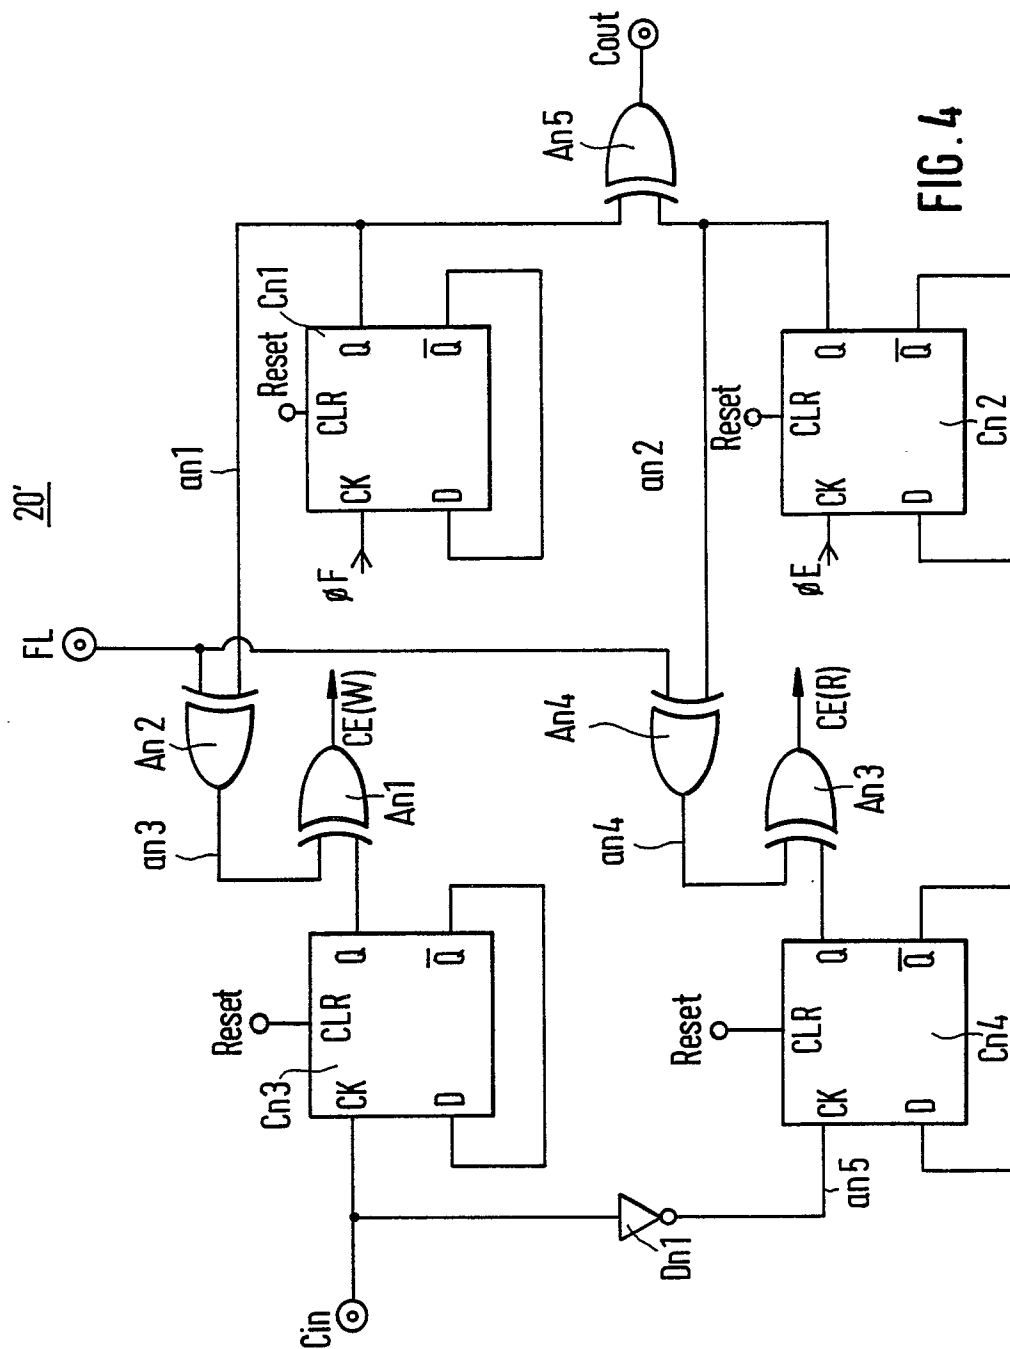 20'
FL
an1
Reset
Cn1
CLR
CK
Q
D
Q̅
øF
An5
Cout
An2
an3
CE(W)
An1
Reset
Cn3
CLR
CK
Q
D
Q̅
Cin
an2
Reset
CLR
CK
Q
D
Q̅
Cn2
øE
An4
an4
CE(R)
An3
Reset
CLR
CK
Q
D
Q̅
Cn4
an5
Dn1
FIG. 4